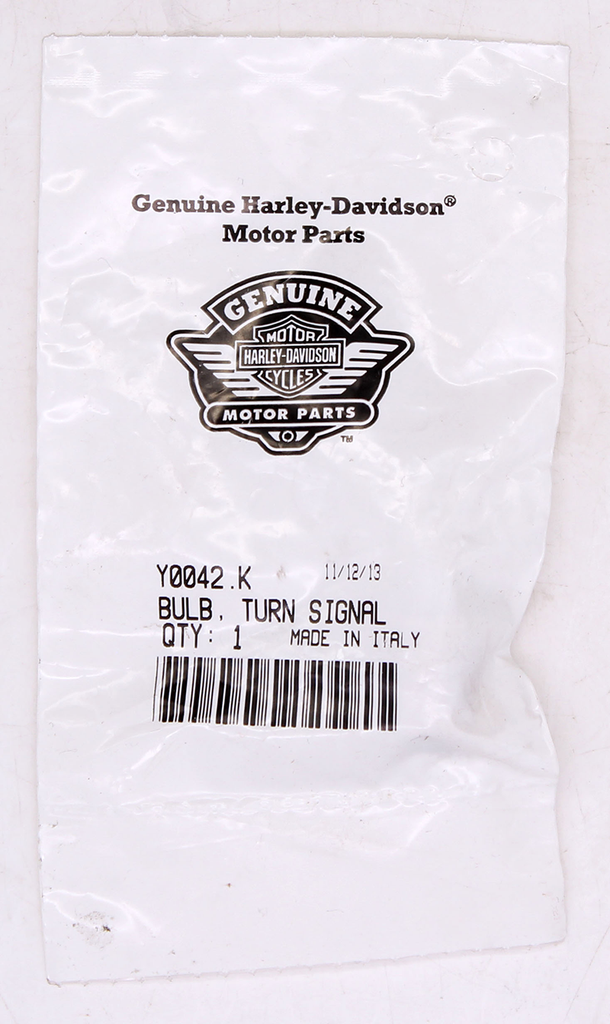 Genuine Harley-Davidson®
Motor Parts
GENUINE
MOTOR
HARLEY-DAVIDSON
CYCLES
MOTOR PARTS
TM
Y0042.K 11/12/13
BULB, TURN SIGNAL
QTY: 1 MADE IN ITALY